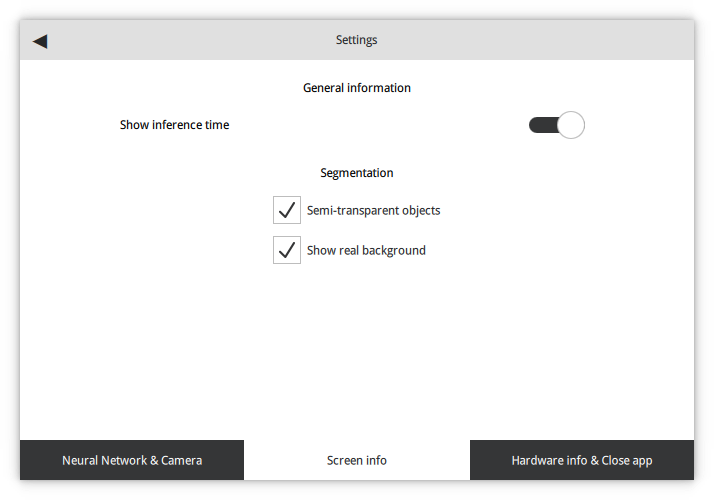 Settings
General information
Show inference time
Segmentation
Semi-transparent objects
Show real background
Neural Network & Camera
Screen info
Hardware info & Close app